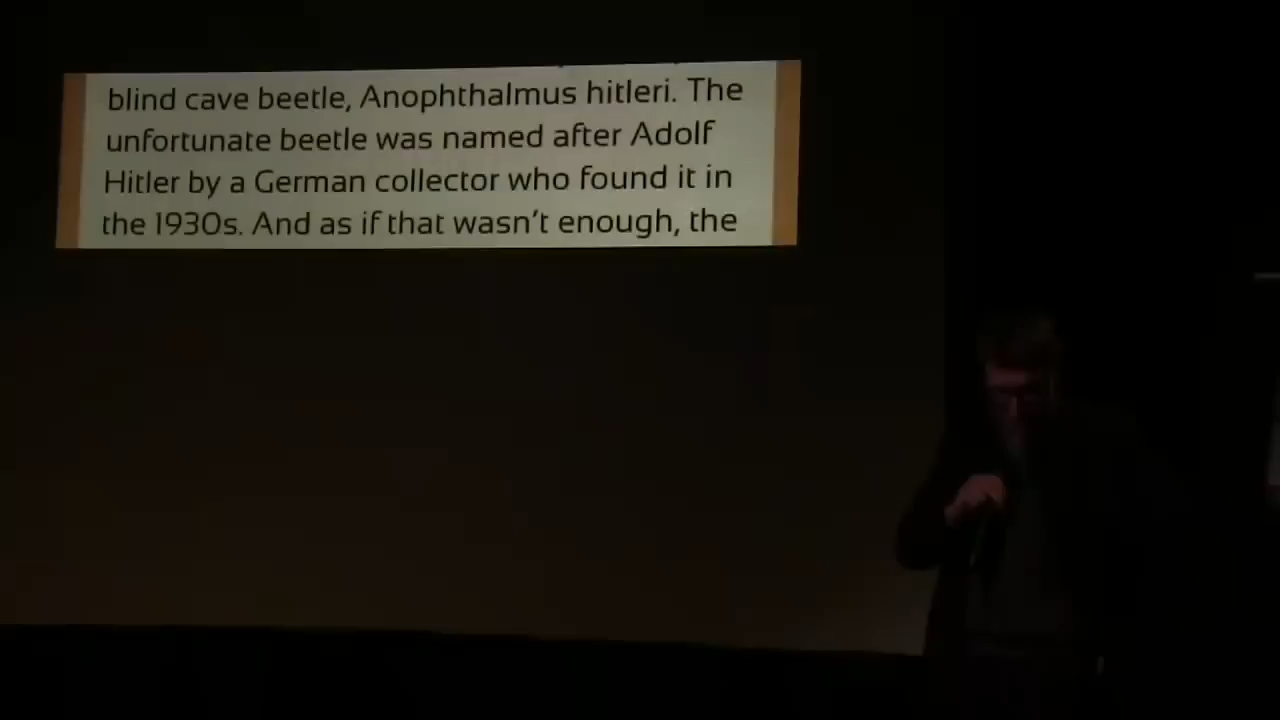 blind cave beetle, Anophthalmus hitleri. The
unfortunate beetle was named after Adolf
Hitler by a German collector who found it in
the 1930s. And as if that wasn't enough, the